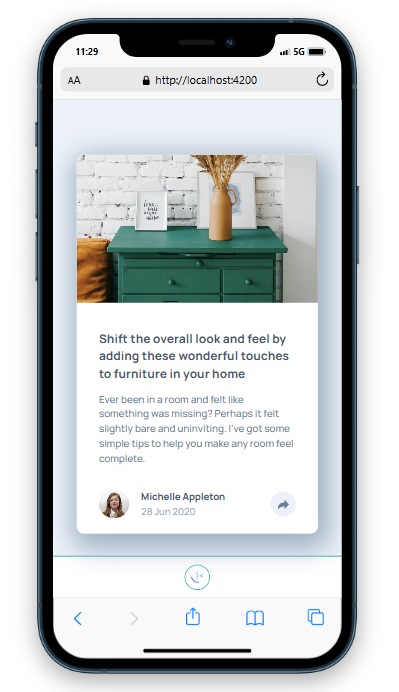 11:29
5G
AA
http://localhost:4200
Shift the overall look and feel by
adding these wonderful touches
to furniture in your home
Ever been in a room and felt like
something was missing? Perhaps it felt
slightly bare and uninviting. I've got some
simple tips to help you make any room feel
complete.
Michelle Appleton
28 Jun 2020